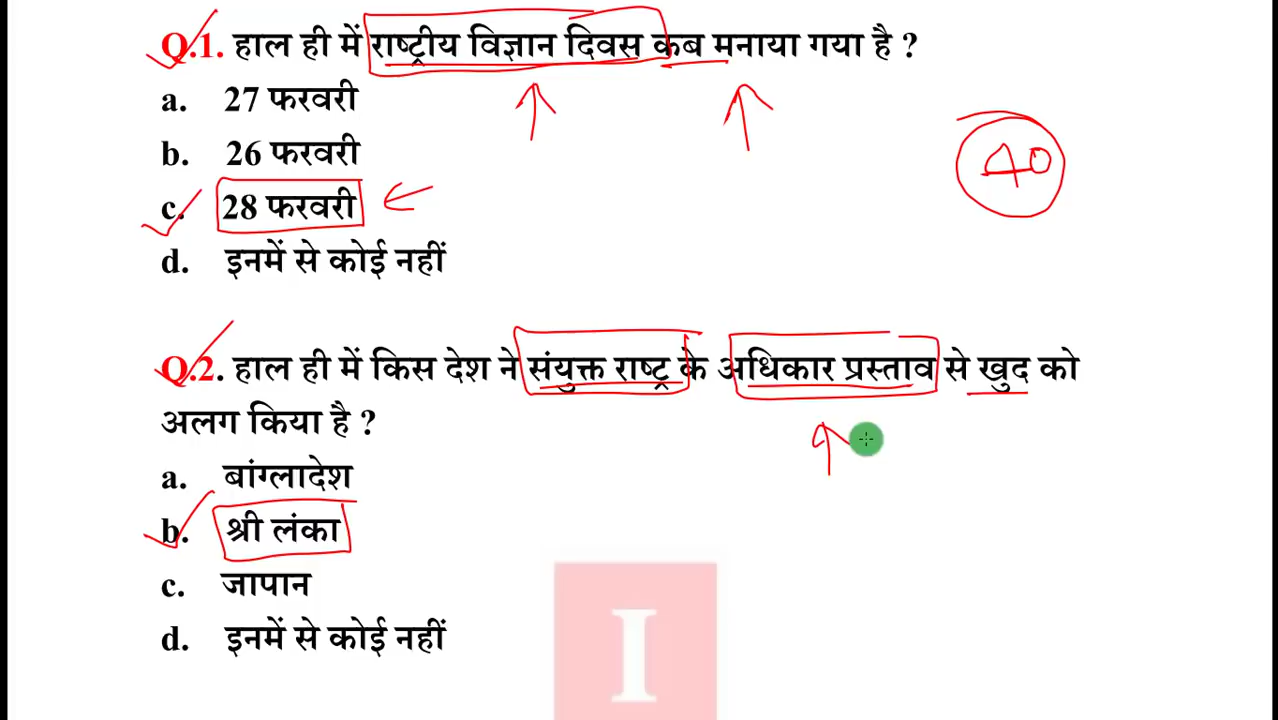 Q.1. हाल ही में राष्ट्रीय विज्ञान दिवस कब मनाया गया है ?
a. 27 फरवरी
b. 26 फरवरी
40
c. 28 फरवरी
d. इनमें से कोई नहीं
Q.2. हाल ही में किस देश ने संयुक्त राष्ट्र के अधिकार प्रस्ताव से खुद को
अलग किया है ?
a. बांग्लादेश
b. श्री लंका
c. जापान
d. इनमें से कोई नहीं
I